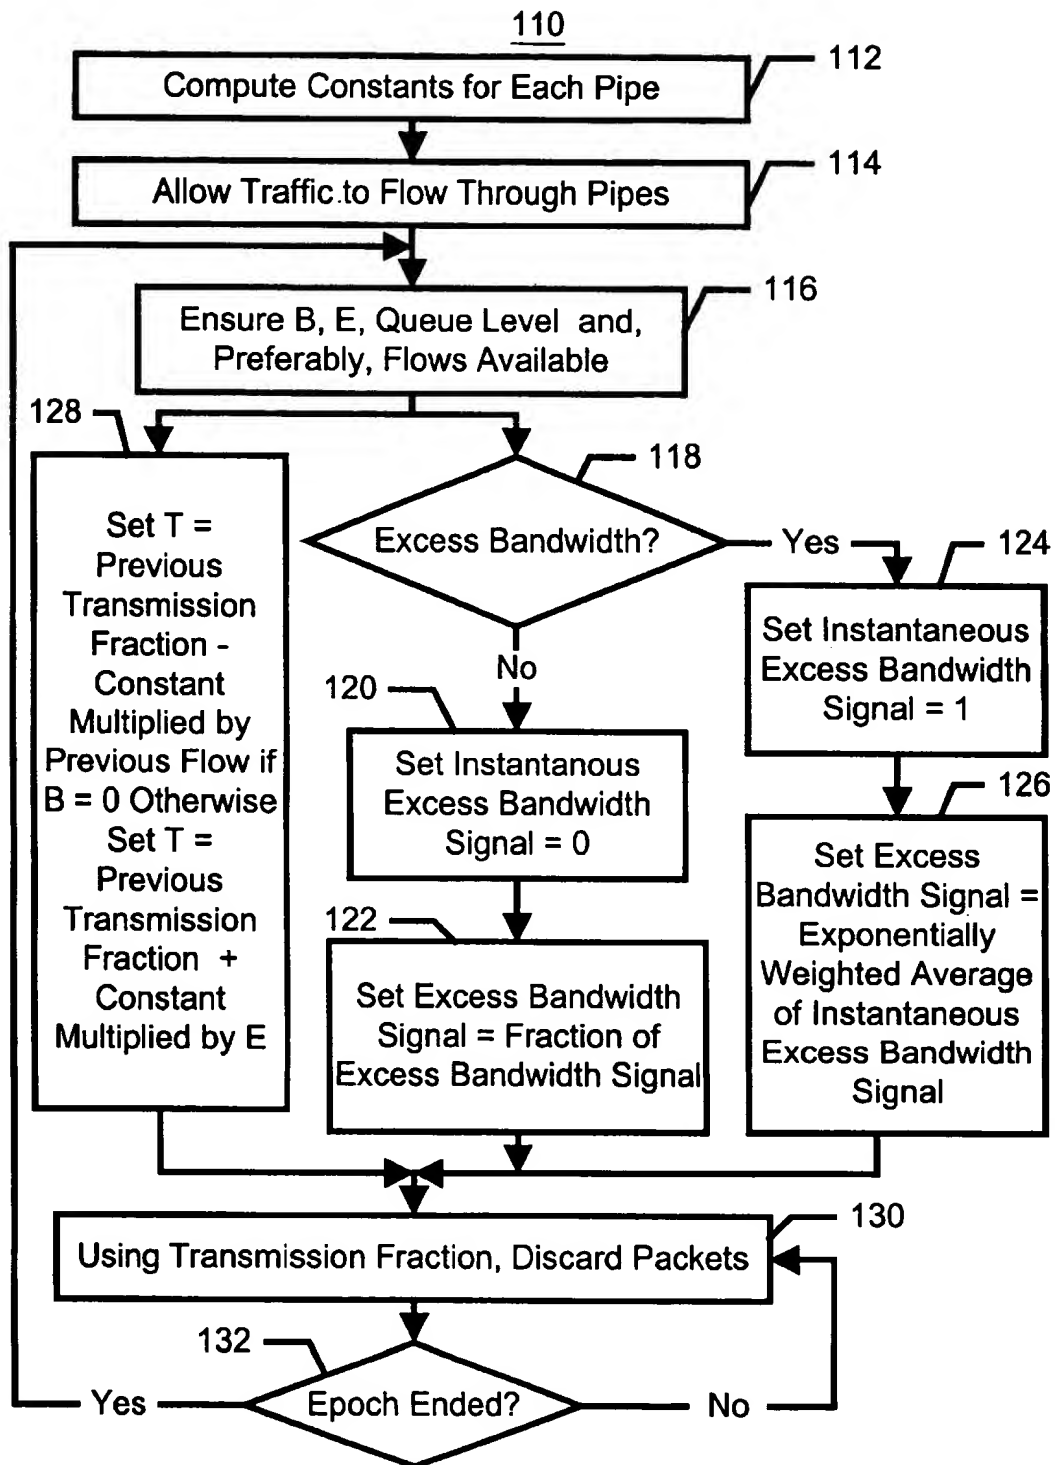 110
112
Compute Constants for Each Pipe
114
Allow Traffic to Flow Through Pipes
116
Ensure B, E, Queue Level and,
Preferably, Flows Available
128
Set T =
Previous
Transmission
Fraction -
Constant
Multiplied by
Previous Flow if
B = 0 Otherwise
Set T =
Previous
Transmission
Fraction +
Constant
Multiplied by E
118
Excess Bandwidth?
Yes
No
124
Set Instantaneous
Excess Bandwidth
Signal = 1
120
Set Instantanous
Excess Bandwidth
Signal = 0
126
Set Excess
Bandwidth Signal =
Exponentially
Weighted Average
of Instantaneous
Excess Bandwidth
Signal
122
Set Excess Bandwidth
Signal = Fraction of
Excess Bandwidth Signal
130
Using Transmission Fraction, Discard Packets
132
Epoch Ended?
Yes
No